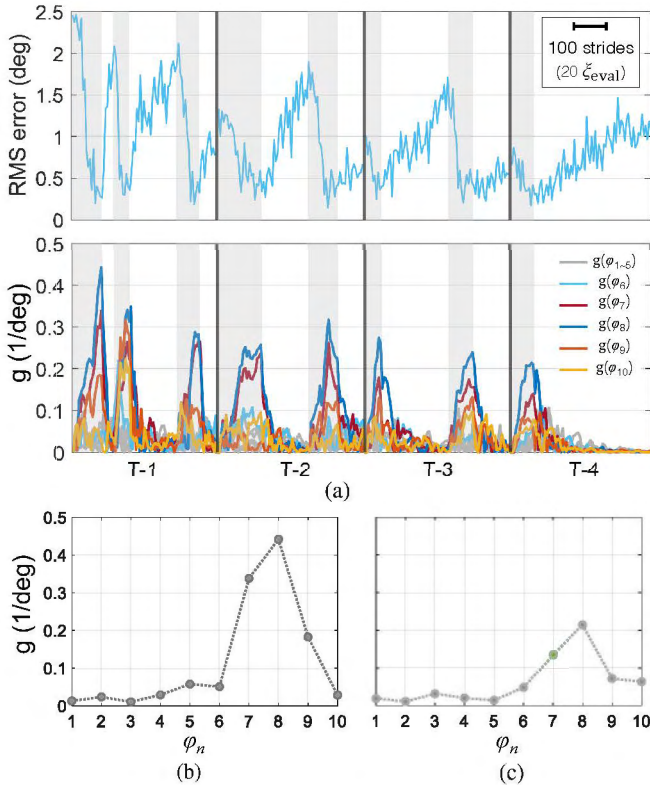 2.5
2
1.5
1
0.5
0
RMS error (deg)
100 strides
(20 ξeval)
0.5
0.4
0.3
0.2
0.1
0
g (1/deg)
g(φ1~5)
g(φ6)
g(φ7)
g(φ8)
g(φ9)
g(φ10)
T-1 T-2 T-3 T-4
(a)
0.5
0.4
0.3
0.2
0.1
0
g (1/deg)
1 2 3 4 5 6 7 8 9 10
φn
(b)
1 2 3 4 5 6 7 8 9 10
φn
(c)